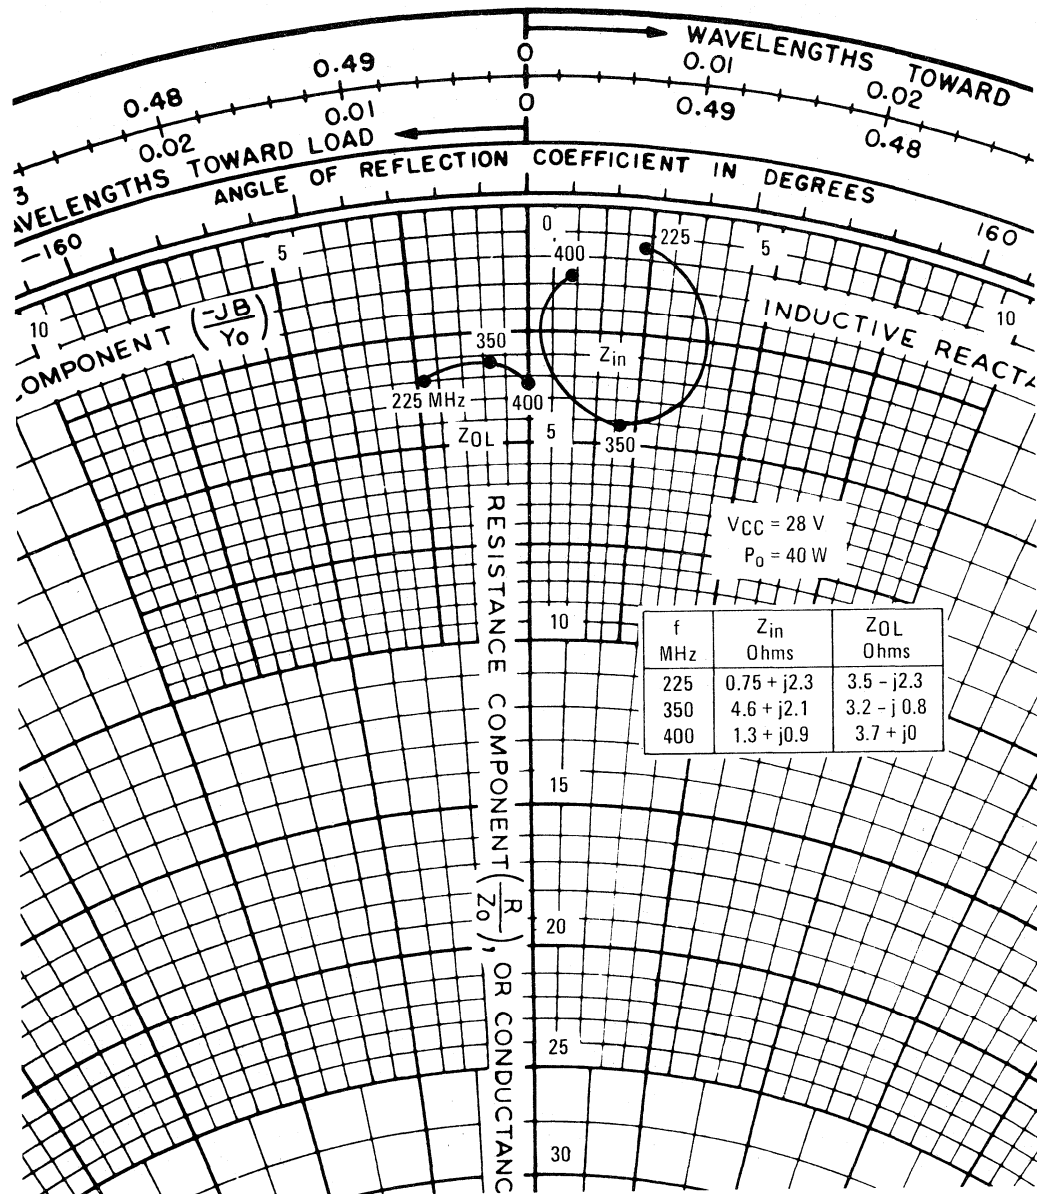 WAVELENGTHS TOWARD
0.48
0.49
0
0.01
0.02
0.02
0.01
0
0.49
0.48
3
AVELENGTHS TOWARD LOAD
ANGLE OF REFLECTION COEFFICIENT IN DEGREES
-160
160
10
5
0
5
10
OMPONENT (-JB/Yo)
INDUCTIVE REACTA
400
225
Zin
350
350
225 MHz
400
ZOL
5
VCC = 28 V
Po = 40 W
10
f MHz Zin Ohms ZOL Ohms
225 0.75 + j2.3 3.5 – j2.3
350 4.6 + j2.1 3.2 – j 0.8
400 1.3 + j0.9 3.7 + j0
15
20
25
30
RESISTANCE COMPONENT (R/Zo), OR CONDUCTANC